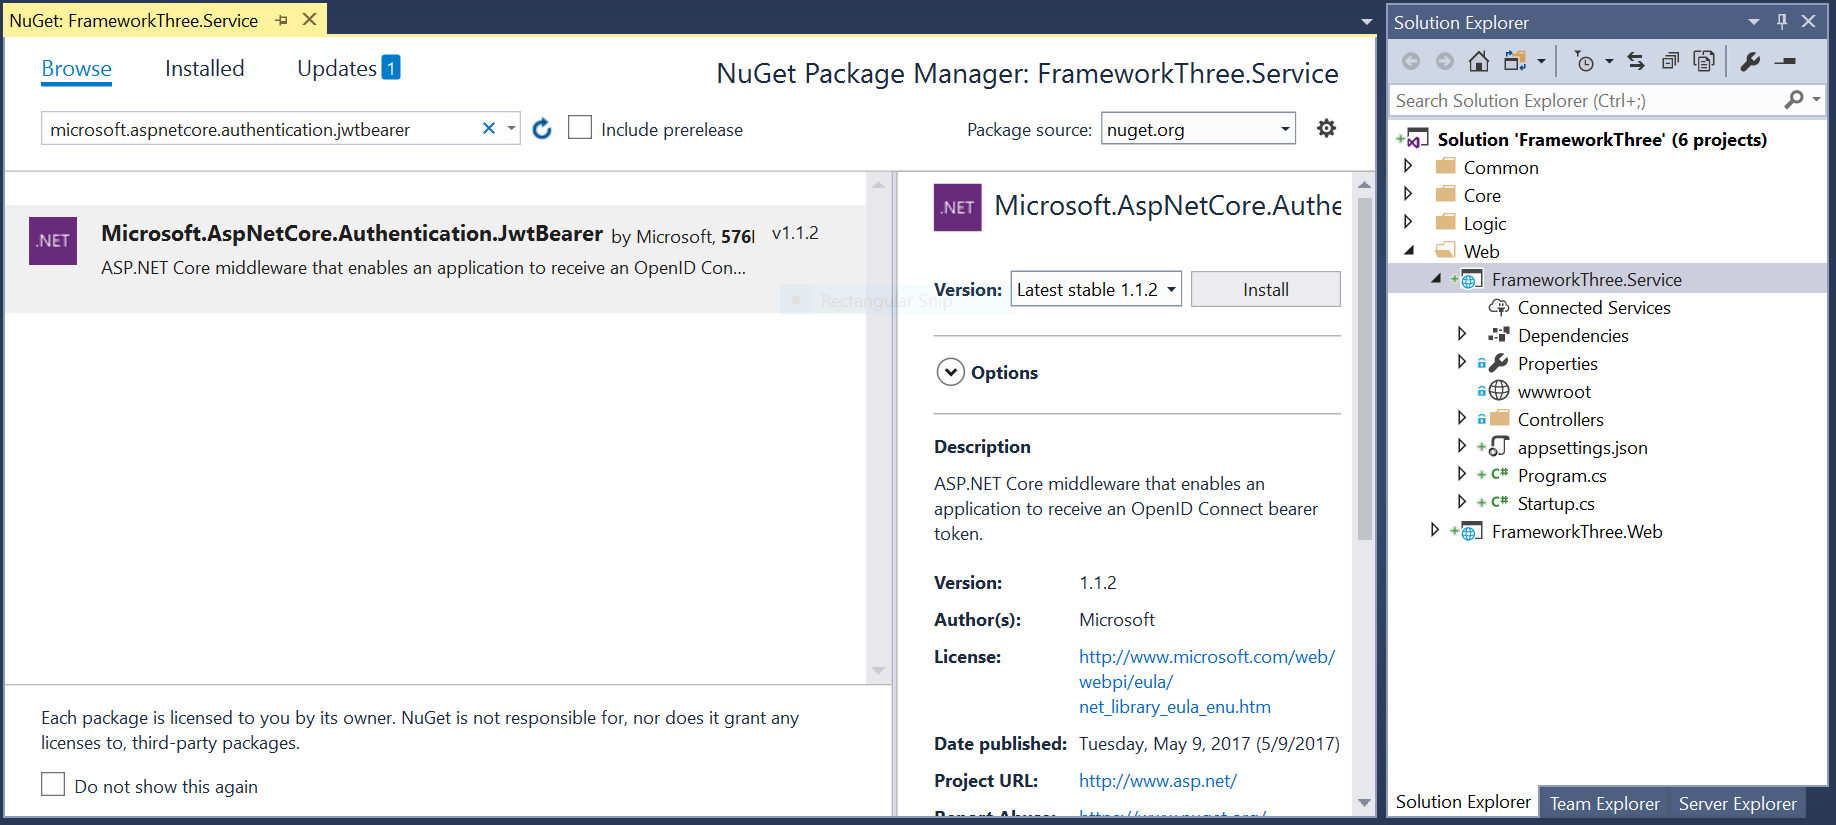 NuGet: FrameworkThree.Service
Browse Installed Updates 1
NuGet Package Manager: FrameworkThree.Service
microsoft.aspnetcore.authentication.jwtbearer
Include prerelease
Package source: nuget.org
.NET
Microsoft.AspNetCore.Authentication.JwtBearer by Microsoft, 576 v1.1.2
ASP.NET Core middleware that enables an application to receive an OpenID Con...
Rectangular Snip
Each package is licensed to you by its owner. NuGet is not responsible for, nor does it grant any
licenses to, third-party packages.
Do not show this again
.NET
Microsoft.AspNetCore.Authe
Version: Latest stable 1.1.2 Install
Options
Description
ASP.NET Core middleware that enables an
application to receive an OpenID Connect bearer
token.
Version: 1.1.2
Author(s): Microsoft
License: http://www.microsoft.com/web/
webpi/eula/
net_library_eula_enu.htm
Date published: Tuesday, May 9, 2017 (5/9/2017)
Project URL: http://www.asp.net/
Report Abuse: https://www.nuget.org/
Solution Explorer
Search Solution Explorer (Ctrl+;)
Solution 'FrameworkThree' (6 projects)
Common
Core
Logic
Web
FrameworkThree.Service
Connected Services
Dependencies
Properties
wwwroot
Controllers
appsettings.json
C# Program.cs
C# Startup.cs
FrameworkThree.Web
Solution Explorer Team Explorer Server Explorer